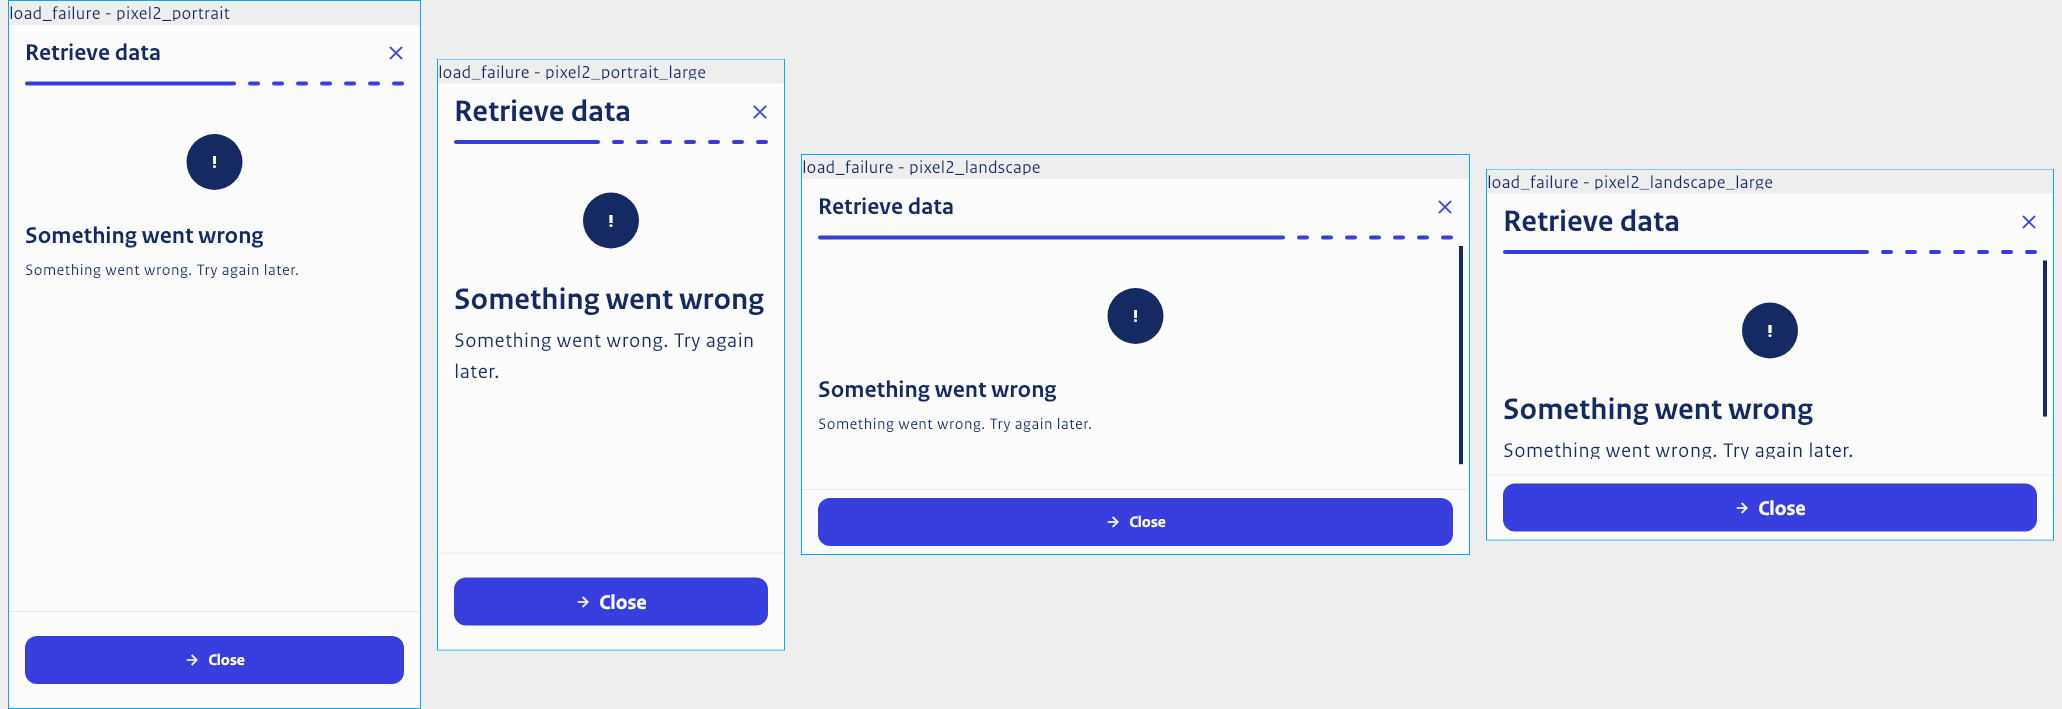 load_failure - pixel2_portrait
Retrieve data
!
Something went wrong
Something went wrong. Try again later.
Close
load_failure - pixel2_portrait_large
Retrieve data
!
Something went wrong
Something went wrong. Try again
later.
Close
load_failure - pixel2_landscape
Retrieve data
!
Something went wrong
Something went wrong. Try again later.
Close
load_failure - pixel2_landscape_large
Retrieve data
!
Something went wrong
Something went wrong. Try again later.
Close